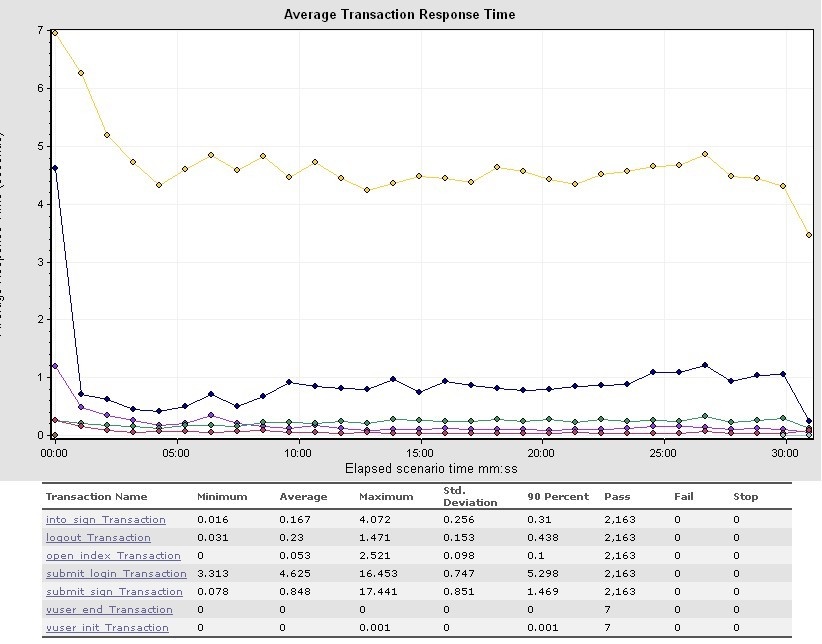 Average Transaction Response Time
7
6
5
4
3
2
1
0
00:00 05:00 10:00 15:00 20:00 25:00 30:00
Elapsed scenario time mm:ss
Transaction Name Minimum Average Maximum Std. Deviation 90 Percent Pass Fail Stop
into_sign_Transaction 0.016 0.167 4.072 0.256 0.31 2,163 0 0
logout_Transaction 0.031 0.23 1.471 0.153 0.438 2,163 0 0
open_index_Transaction 0 0.053 2.521 0.098 0.1 2,163 0 0
submit_login_Transaction 3.313 4.625 16.453 0.747 5.298 2,163 0 0
submit_sign_Transaction 0.078 0.848 17.441 0.851 1.469 2,163 0 0
vuser_end_Transaction 0 0 0 0 0 7 0 0
vuser_init_Transaction 0 0 0.001 0 0.001 7 0 0